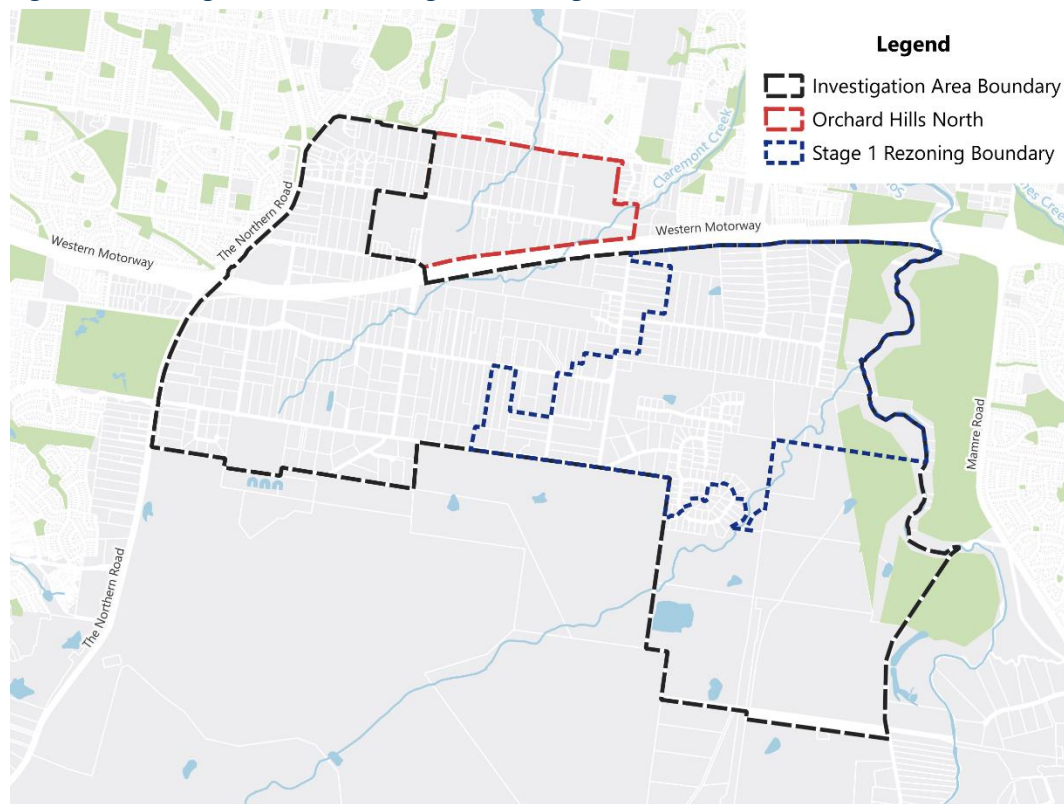 Legend
Investigation Area Boundary
Orchard Hills North
Stage 1 Rezoning Boundary
Claremont Creek
Western Motorway
The Northern Road
Western Motorway
Creek
Mamre Road
The Northern Road